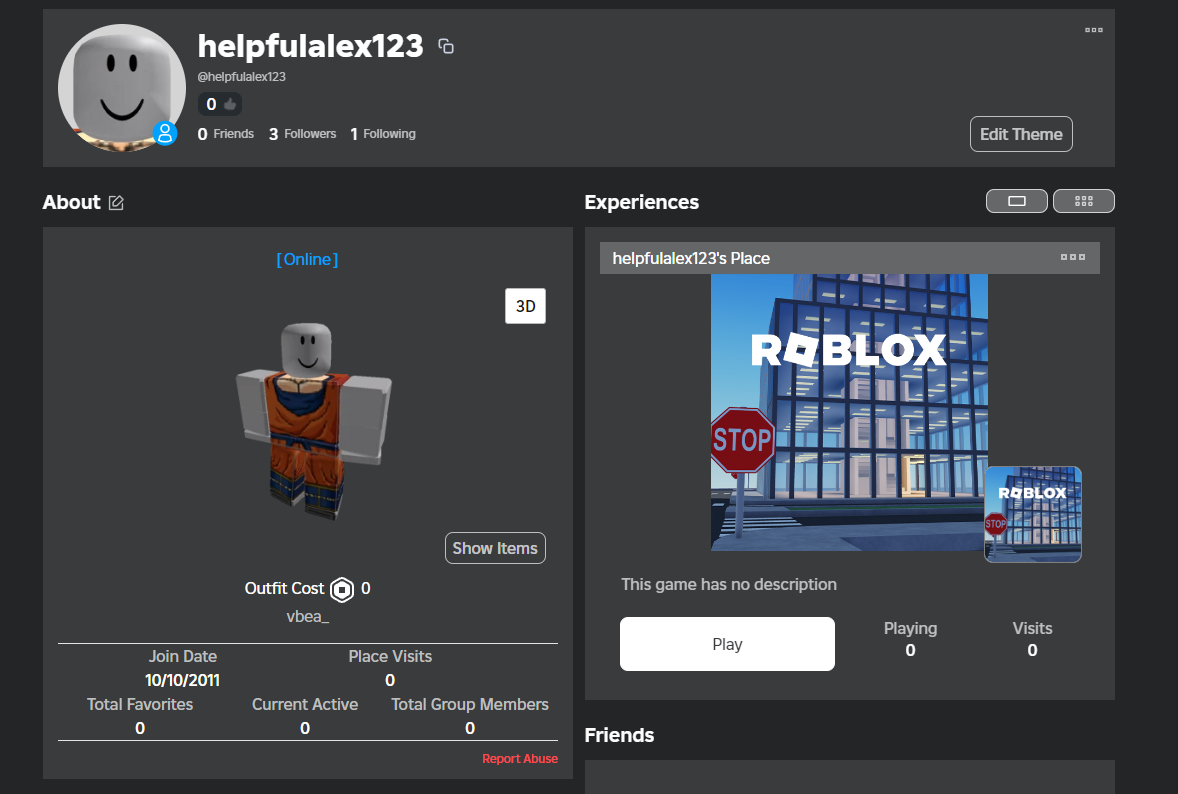 helpfulalex123
@helpfulalex123
0
0 Friends 3 Followers 1 Following
Edit Theme
About
[ Online ]
3D
Show Items
Outfit Cost 0
vbea_
Join Date Place Visits
10/10/2011 0
Total Favorites Current Active Total Group Members
0 0 0
Report Abuse
Experiences
helpfulalex123's Place
ROBLOX
STOP
ROBLOX
STOP
This game has no description
Play
Playing Visits
0 0
Friends